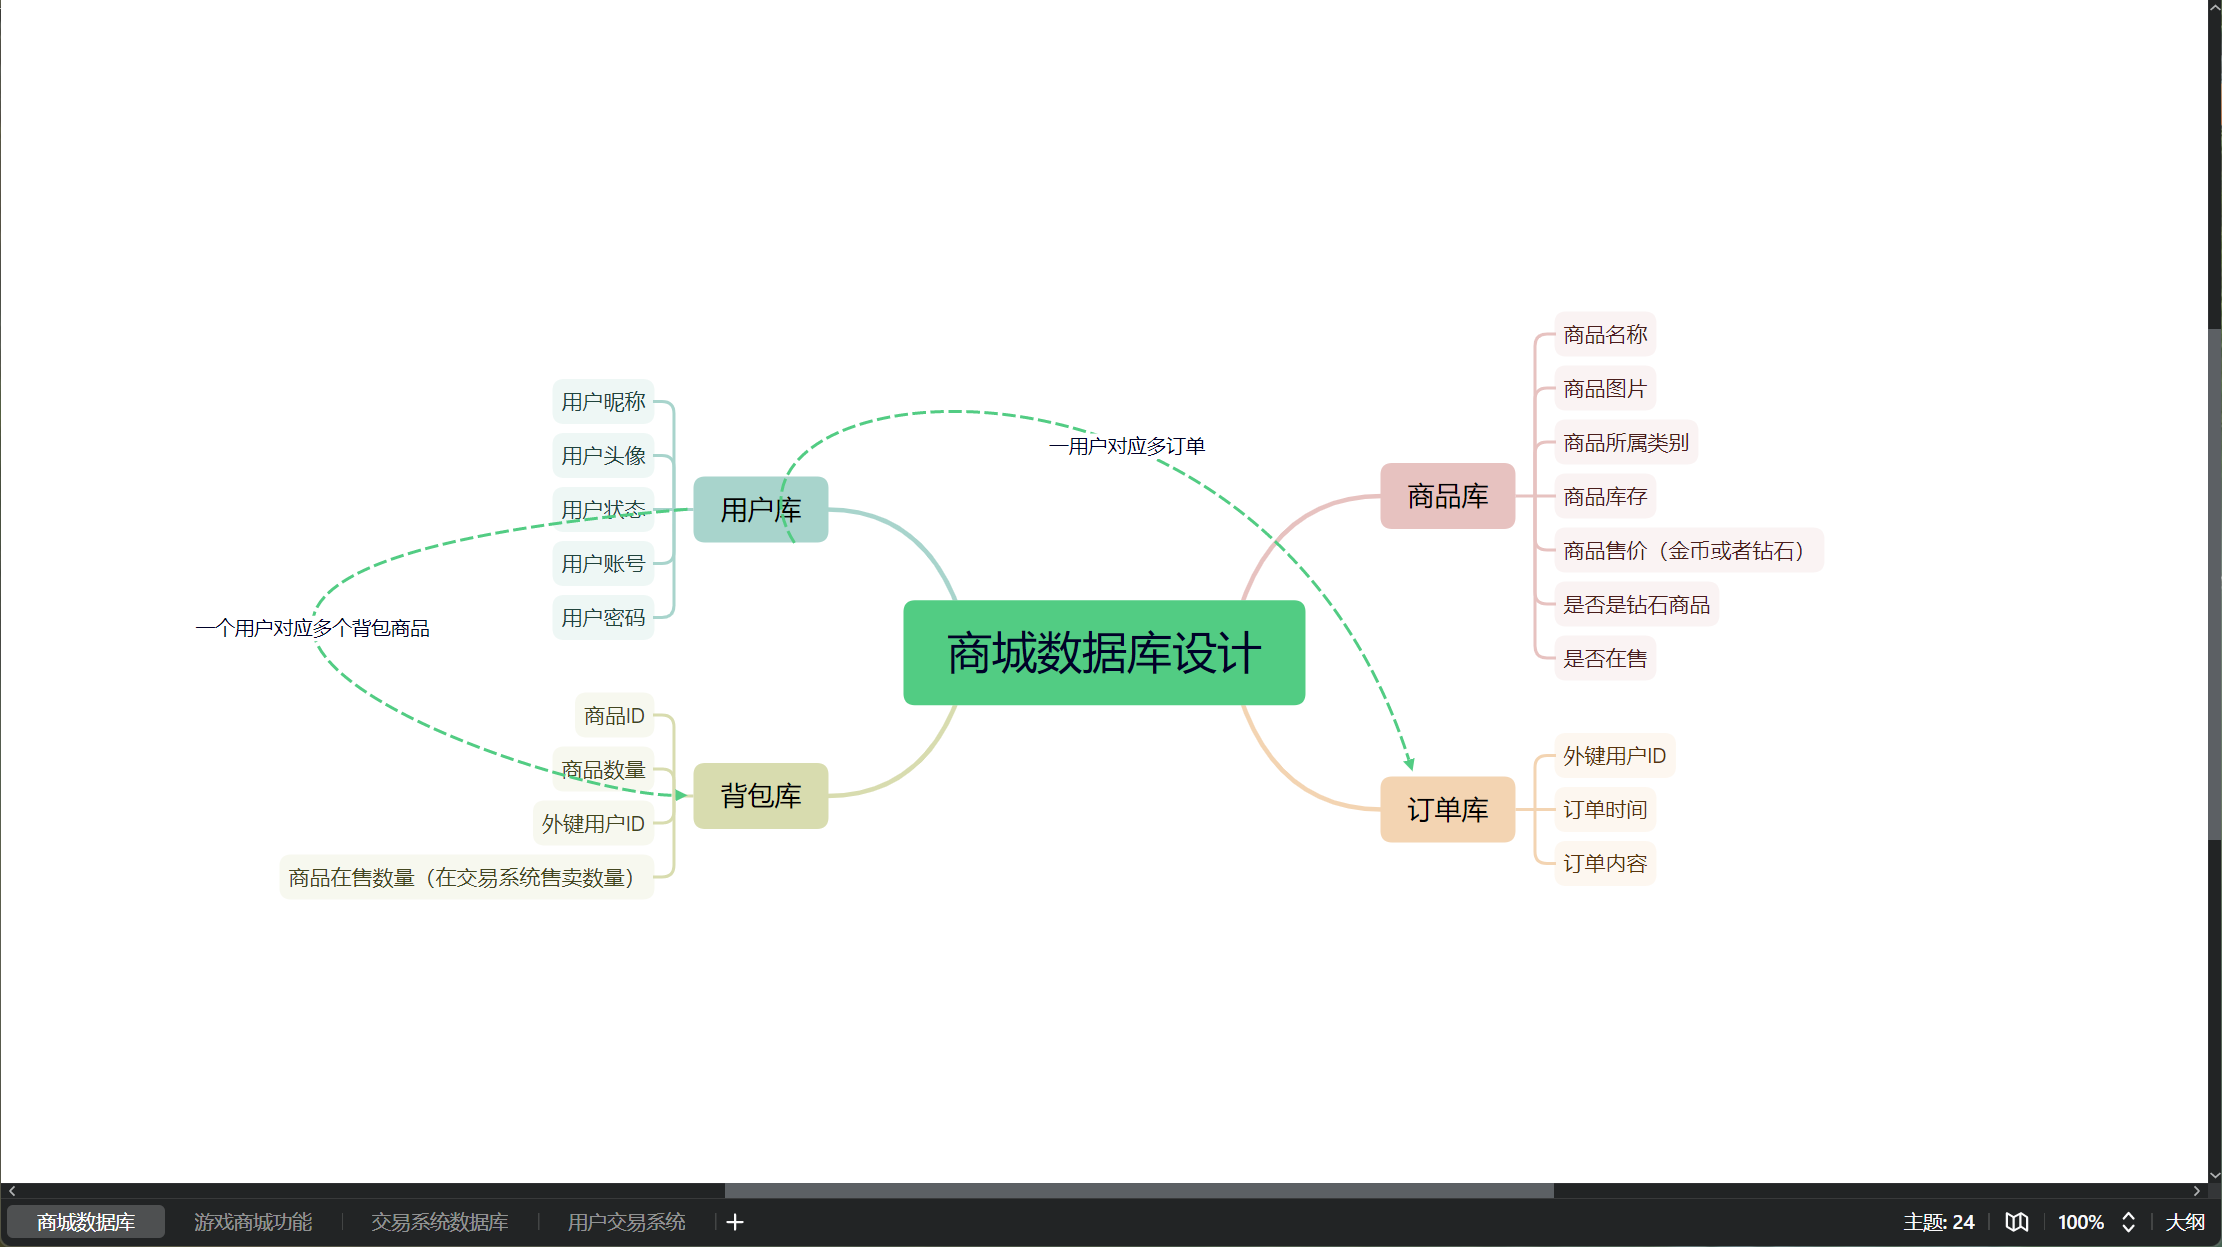 商城数据库设计
用户库
用户昵称
用户头像
用户状态
用户账号
用户密码
一个用户对应多个背包商品
背包库
商品ID
商品数量
外键用户ID
商品在售数量（在交易系统售卖数量）
一用户对应多订单
商品库
商品名称
商品图片
商品所属类别
商品库存
商品售价（金币或者钻石）
是否是钻石商品
是否在售
订单库
外键用户ID
订单时间
订单内容
商城数据库 游戏商城功能 交易系统数据库 用户交易系统 主题: 24 100% 大纲